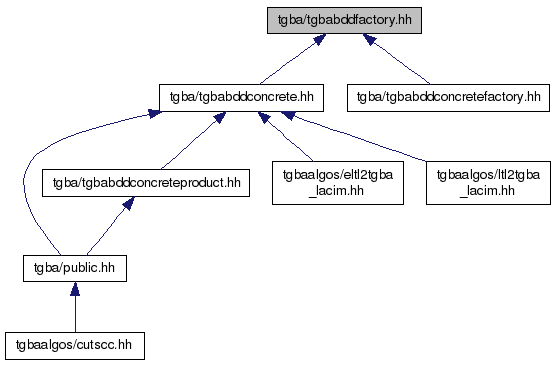 tgba/tgbabddfactory.hh
tgba/tgbabddconcrete.hh
tgba/tgbabddconcretefactory.hh
tgba/tgbabddconcreteproduct.hh
tgbaalgos/eltl2tgba
_lacim.hh
tgbaalgos/ltl2tgba
_lacim.hh
tgba/public.hh
tgbaalgos/cutscc.hh